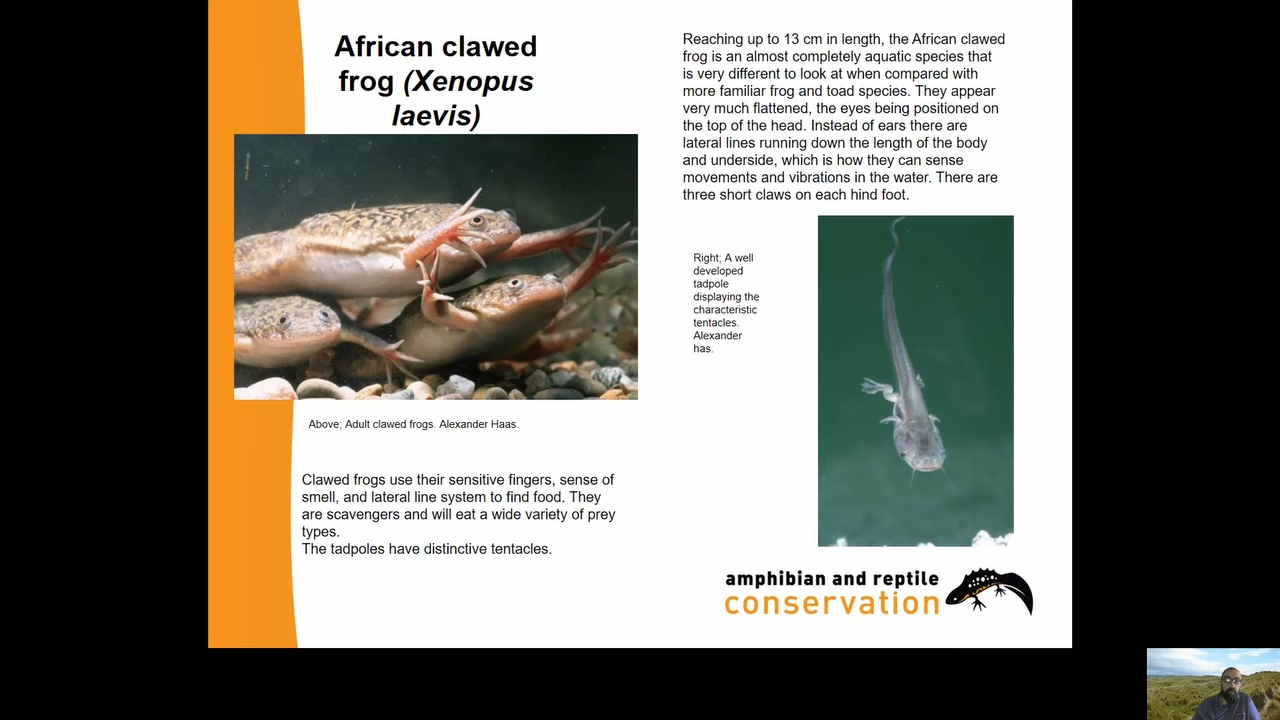 African clawed
frog (Xenopus
laevis)
Above; Adult clawed frogs. Alexander Haas.
Clawed frogs use their sensitive fingers, sense of
smell, and lateral line system to find food. They
are scavengers and will eat a wide variety of prey
types.
The tadpoles have distinctive tentacles.
Reaching up to 13 cm in length, the African clawed
frog is an almost completely aquatic species that
is very different to look at when compared with
more familiar frog and toad species. They appear
very much flattened, the eyes being positioned on
the top of the head. Instead of ears there are
lateral lines running down the length of the body
and underside, which is how they can sense
movements and vibrations in the water. There are
three short claws on each hind foot.
Right; A well
developed
tadpole
displaying the
characteristic
tentacles.
Alexander
has.
amphibian and reptile
conservation